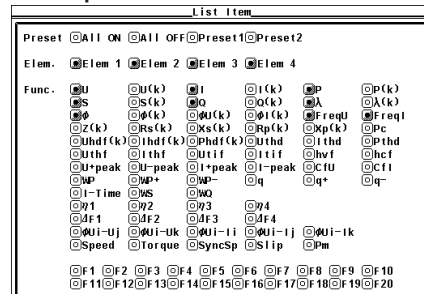 List Item
Preset All ON All OFF Preset1 Preset2
Elem. Elem 1 Elem 2 Elem 3 Elem 4
Func. U U(k) I I(k) P P(k)
S S(k) Q Q(k) λ λ(k)
ϕ ϕ(k) ϕU(k) ϕI(k) FreqU FreqI
Z(k) Rs(k) Xs(k) Rp(k) Xp(k) Pc
Uhdf(k) Ihdf(k) Phdf(k) Uthd Ithd Pthd
Uthf Ithf Utif Itif hvf hcf
U+peak U-peak I+peak I-peak CfU CfI
WP WP+ WP- q q+ q-
I-Time WS WQ
η1 η2 η3 η4
ΔF1 ΔF2 ΔF3 ΔF4
ϕUi-Uj ϕUi-Uk ϕUi-Ii ϕUi-Ij ϕUi-Ik
Speed Torque SyncSp Slip Pm
F1 F2 F3 F4 F5 F6 F7 F8 F9 F10
F11 F12 F13 F14 F15 F16 F17 F18 F19 F20